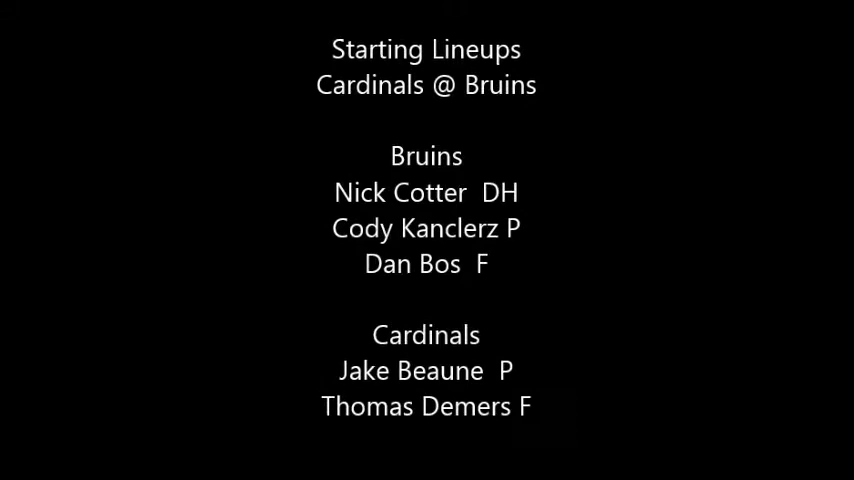 Starting Lineups
Cardinals @ Bruins
Bruins
Nick Cotter  DH
Cody Kanclerz P
Dan Bos  F
Cardinals
Jake Beaune  P
Thomas Demers F